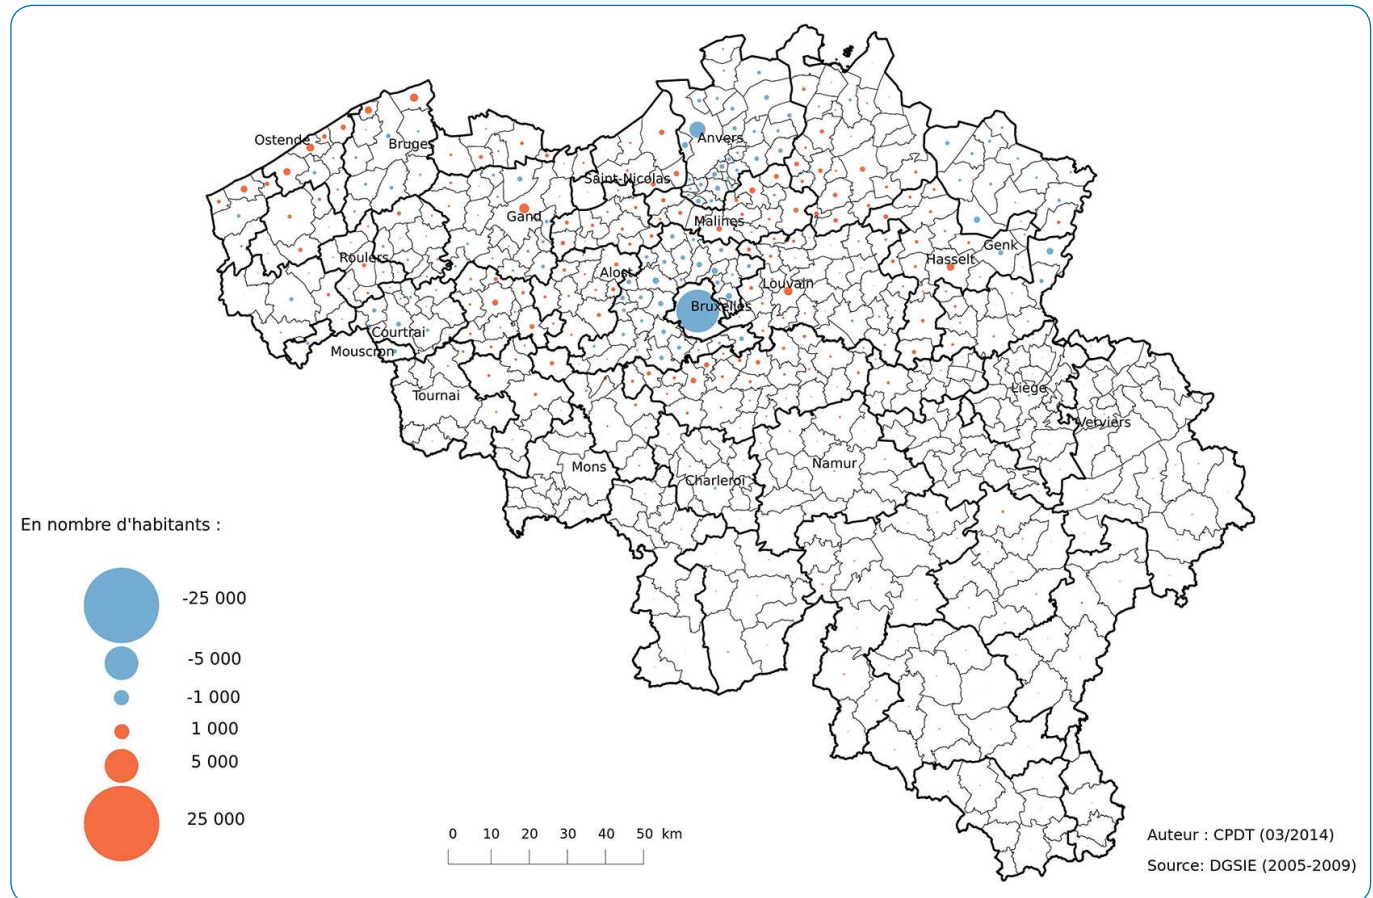 Ostende
Bruges
Anvers
Saint-Nicolas
Gand
Malines
Roulers
Genk
Hasselt
Alost
Louvain
Bruxelles
Courtrai
Mouscron
Tournai
Liège
Verviers
Mons
Namur
Charleroi
En nombre d'habitants :
-25 000
-5 000
-1 000
1 000
5 000
25 000
0 10 20 30 40 50 km
Auteur : CPDT (03/2014)
Source: DGSIE (2005-2009)